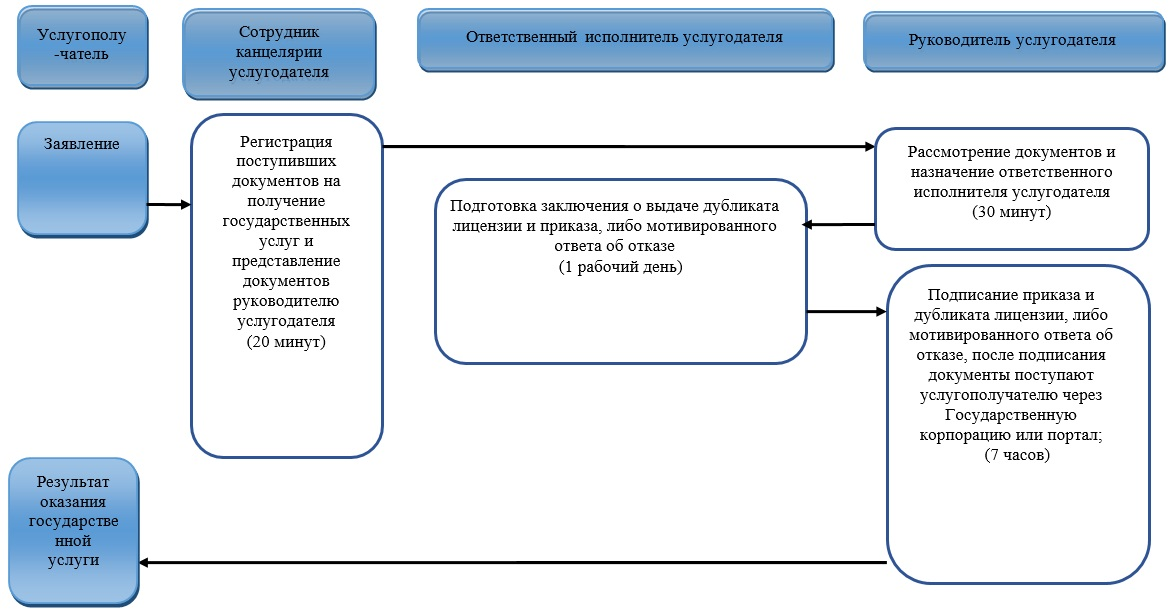 Услугополу
-чатель
Сотрудник
канцелярии
услугодателя
Ответственный исполнитель услугодателя
Руководитель услугодателя
Заявление
Регистрация
поступивших
документов на
получение
государственных
услуг и
представление
документов
руководителю
услугодателя
(20 минут)
Рассмотрение документов и
назначение ответственного
исполнителя услугодателя
(30 минут)
Подготовка заключения о выдаче дубликата
лицензии и приказа, либо мотивированного
ответа об отказе
(1 рабочий день)
Подписание приказа и
дубликата лицензии, либо
мотивированного ответа об
отказе, после подписания
документы поступают
услугополучателю через
Государственную
корпорацию или портал;
(7 часов)
Результат
оказания
государстве
нной
услуги